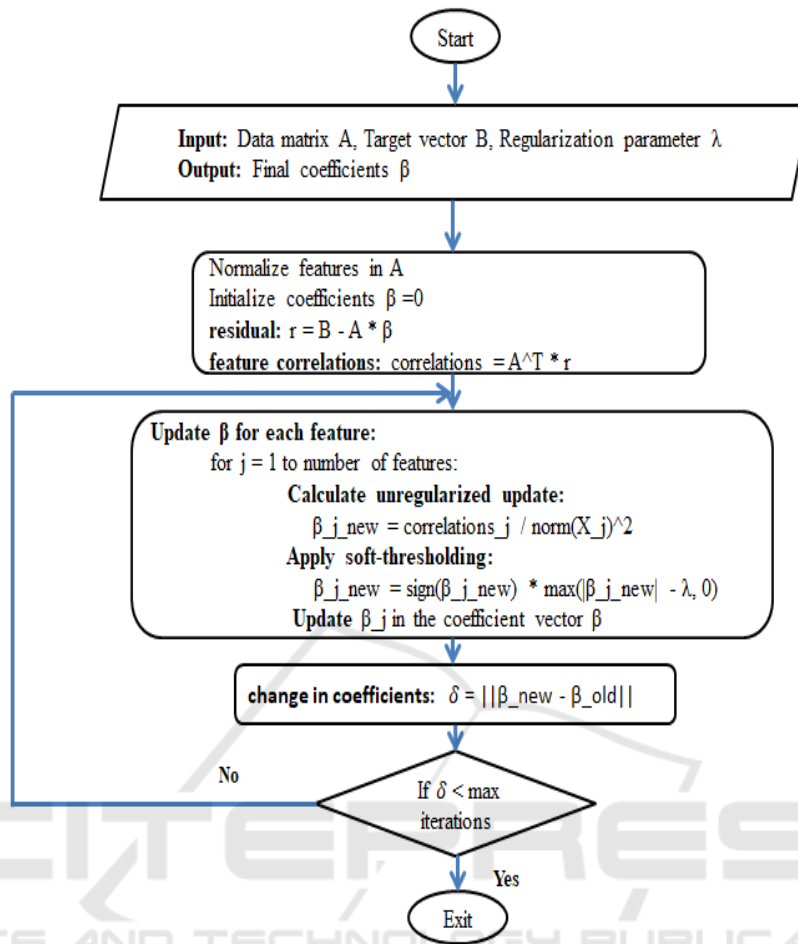 Start
Input: Data matrix A, Target vector B, Regularization parameter λ
Output: Final coefficients β
Normalize features in A
Initialize coefficients β =0
residual: r = B - A * β
feature correlations: correlations = A^T * r
Update β for each feature:
for j = 1 to number of features:
Calculate unregularized update:
β_j_new = correlations_j / norm(X_j)^2
Apply soft-thresholding:
β_j_new = sign(β_j_new) * max(|β_j_new| - λ, 0)
Update β_j in the coefficient vector β
change in coefficients: δ = ||β_new - β_old||
If δ < max
iterations
No
Yes
Exit